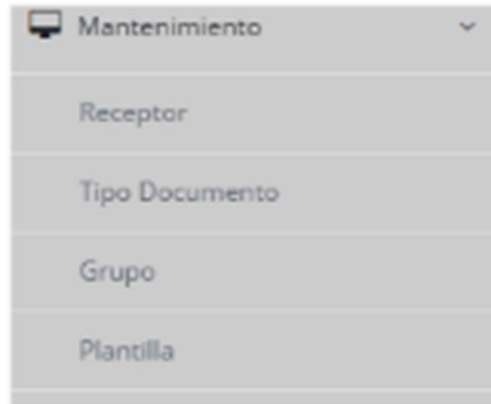 Mantenimiento
Receptor
Tipo Documento
Grupo
Plantilla